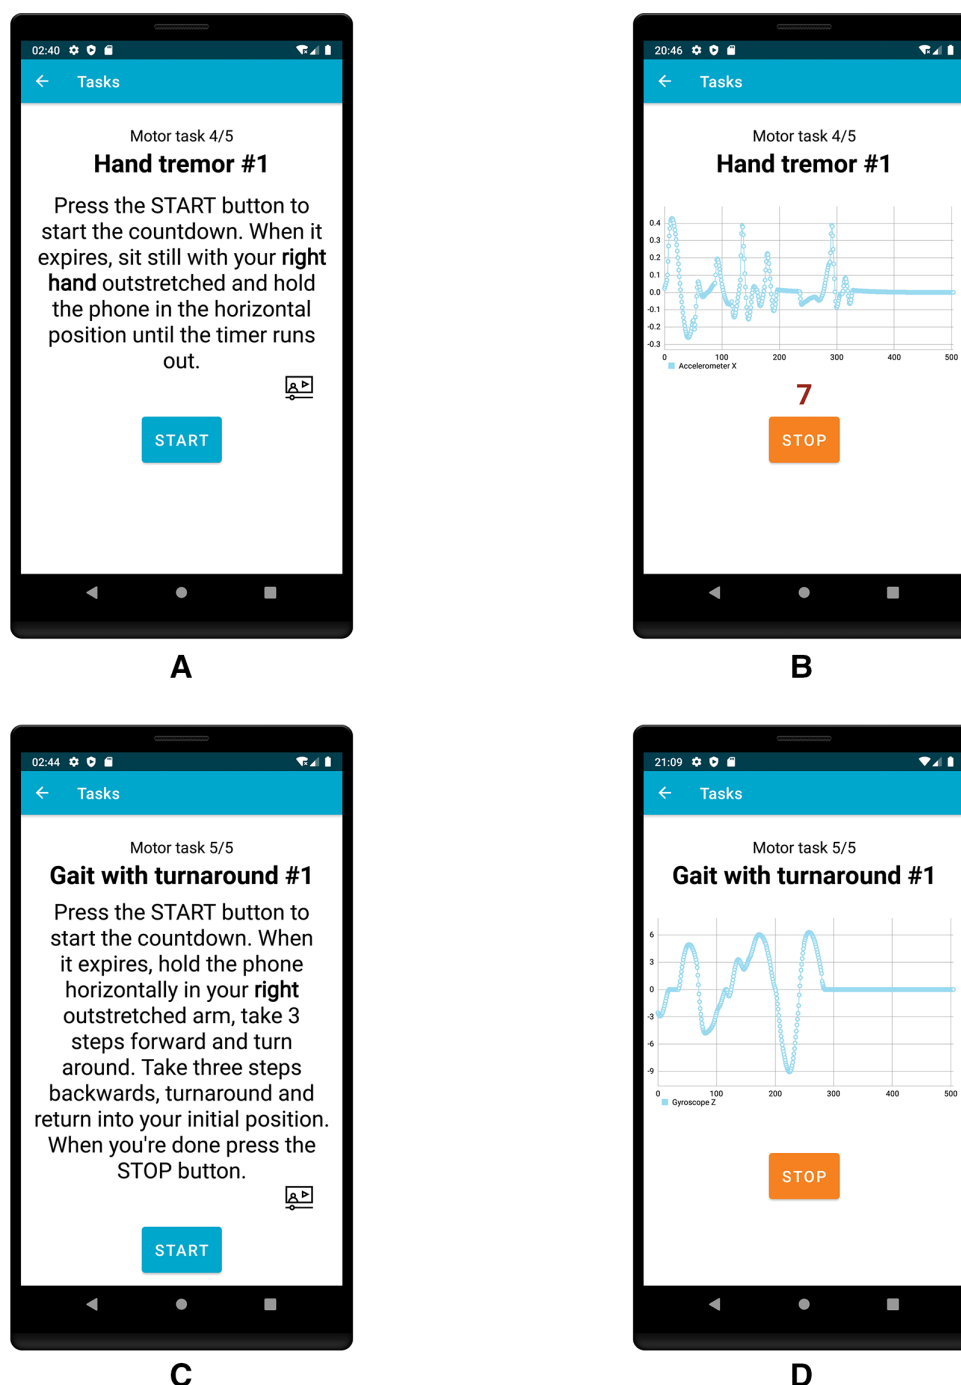 02:40
Tasks
Motor task 4/5
Hand tremor #1
Press the START button to
start the countdown. When it
expires, sit still with your right
hand outstretched and hold
the phone in the horizontal
position until the timer runs
out.
START
A
20:46
Tasks
Motor task 4/5
Hand tremor #1
0.4
0.3
0.2
0.1
0.0
-0.1
-0.2
-0.3
0 100 200 300 400 500
Accelerometer X
7
STOP
B
02:44
Tasks
Motor task 5/5
Gait with turnaround #1
Press the START button to
start the countdown. When
it expires, hold the phone
horizontally in your right
outstretched arm, take 3
steps forward and turn
around. Take three steps
backwards, turnaround and
return into your initial position.
When you're done press the
STOP button.
START
C
21:09
Tasks
Motor task 5/5
Gait with turnaround #1
6
3
0
-3
-6
-9
0 100 200 300 400 500
Gyroscope Z
STOP
D